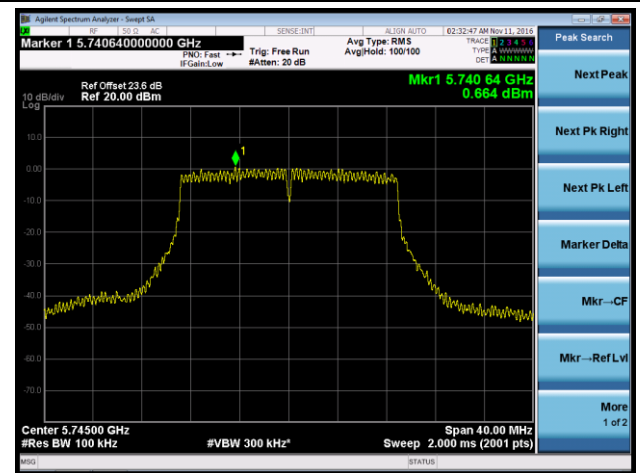 Agilent Spectrum Analyzer - Swept SA
RF 50 Ω AC SENSE:INT ALIGN AUTO 02:32:47 AM Nov 11, 2016
Marker 1 5.740640000000 GHz
PNO: Fast
IFGain:Low
Trig: Free Run
#Atten: 20 dB
Avg Type: RMS
Avg|Hold: 100/100
TRACE 1 2 3 4 5 6
TYPE A WWWWW
DET A N N N N N
Peak Search
Next Peak
Next Pk Right
Next Pk Left
Marker Delta
Mkr→CF
Mkr→Ref Lvl
More
1 of 2
Ref Offset 23.6 dB
10 dB/div Ref 20.00 dBm
Log
Mkr1 5.740 64 GHz
0.664 dBm
10.0
0.00
-10.0
-20.0
-30.0
-40.0
-50.0
-60.0
-70.0
1
Center 5.74500 GHz Span 40.00 MHz
#Res BW 100 kHz #VBW 300 kHz* Sweep 2.000 ms (2001 pts)
MSG STATUS